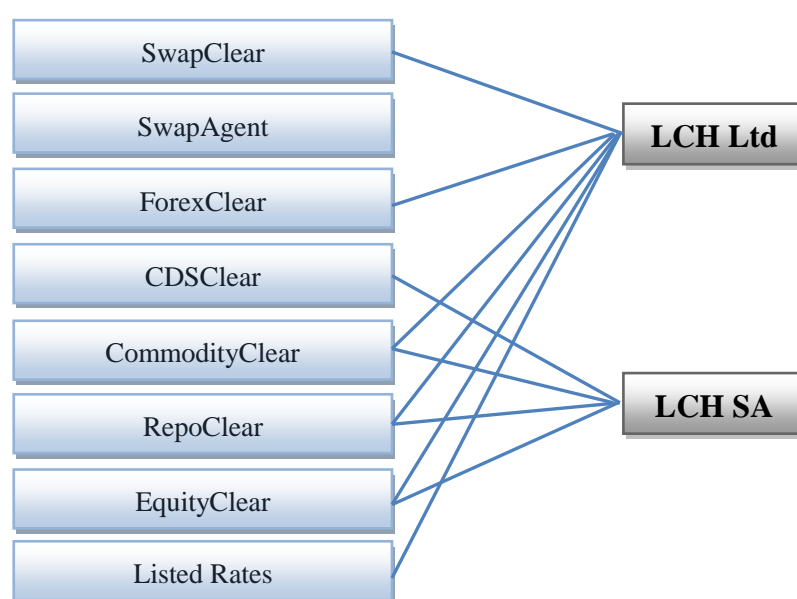 SwapClear
SwapAgent
ForexClear
CDSClear
CommodityClear
RepoClear
EquityClear
Listed Rates
LCH Ltd
LCH SA